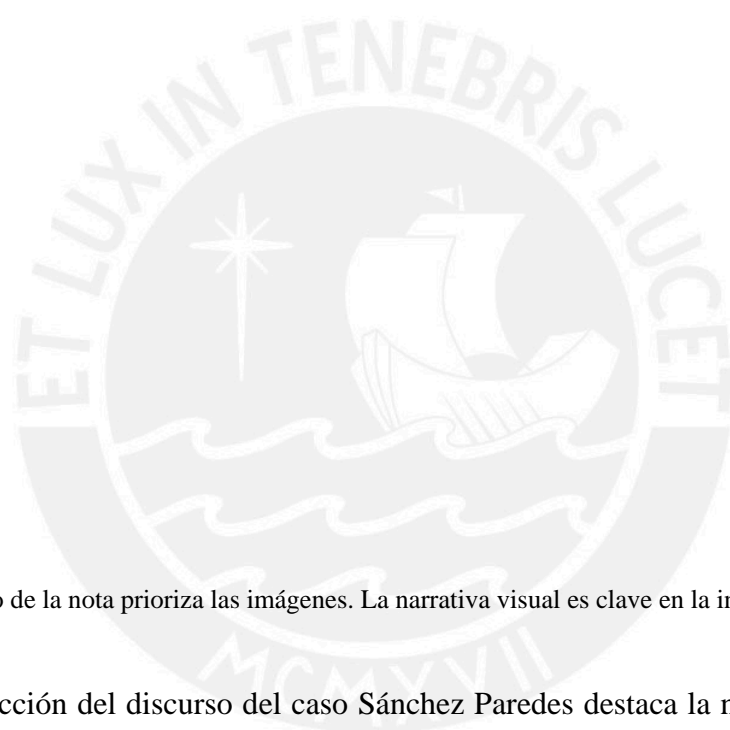 ET LUX IN TENEBRIS LUCET
o de la nota prioriza las imágenes. La narrativa visual es clave en la
MCMXVII
cción del discurso del caso Sánchez Paredes destaca la